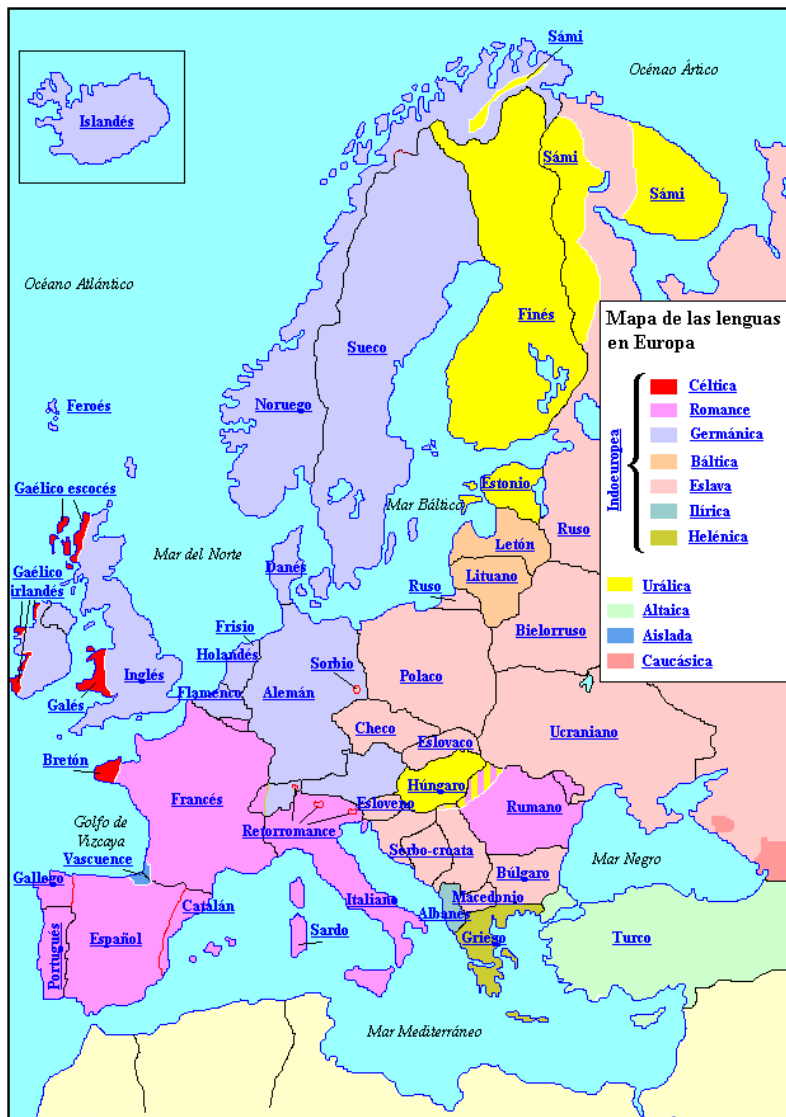 Sámi
Océnao Ártico
Islandés
Sámi
Sámi
Océano Atlántico
Finés
Mapa de las lenguas
en Europa
Sueco
Noruego
Feroés
Indoeuropea
Céltica
Romance
Germánica
Báltica
Eslava
Ilírica
Helénica
Urálica
Altaica
Aislada
Caucásica
Gaélico escocés
Estonio
Mar Báltico
Ruso
Mar del Norte
Letón
Danés
Lituano
Gaélico
irlandés
Ruso
Frisio
Bielorruso
Holandés
Sorbio
Polaco
Inglés
Flamenco
Alemán
Galés
Checo
Ucraniano
Eslovaco
Bretón
Húngaro
Francés
Esloveno
Rumano
Golfo de
Vizcaya
Retorromance
Serbo-croata
Mar Negro
Vascuence
Búlgaro
Gallego
Macedonio
Catalán
Italiano
Albanés
Español
Sardo
Griego
Turco
Portugués
Mar Mediterráneo